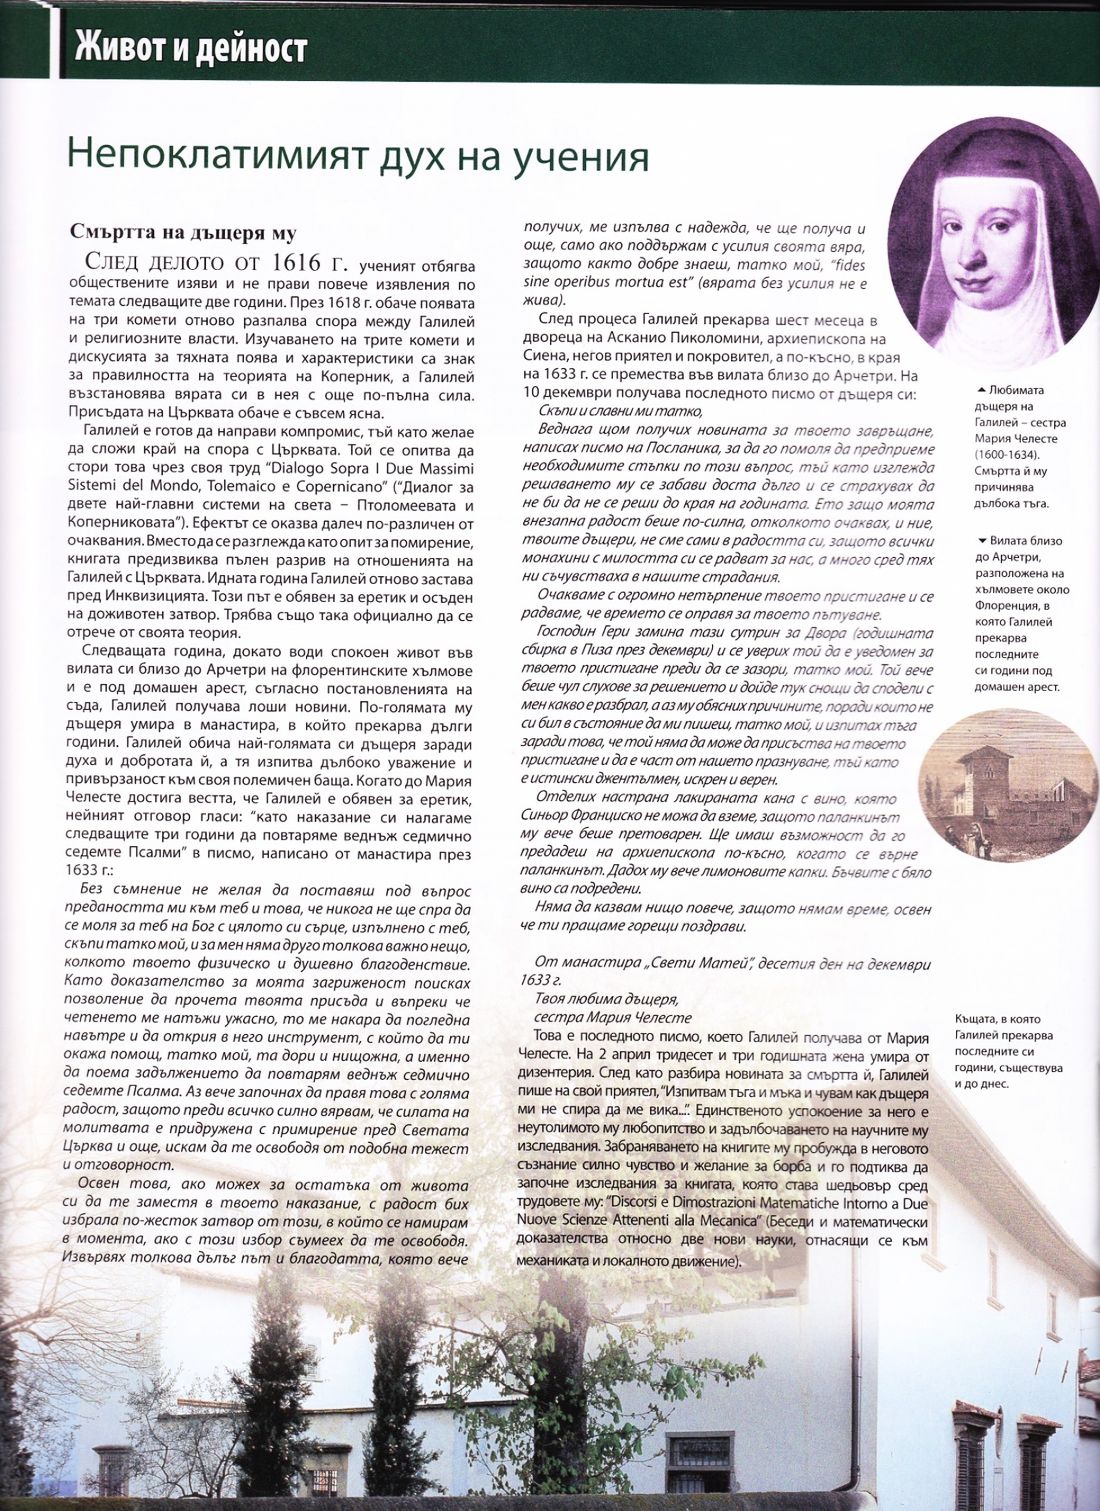 Живот и дейност
Непоклатимият дух на учения
Смъртта на дъщеря му
След делото от 1616 г. ученият отбягва
обществените изяви и не прави повече изявления по
темата следващите две години. През 1618 г. обаче появата
на три комети отново разпалва спора между Галилей
и религиозните власти. Изучаването на трите комети и
дискусията за тяхната поява и характеристики са знак
за правилността на теорията на Коперник, а Галилей
възстановява вярата си в нея с още по-пълна сила.
Присъдата на Църквата обаче е съвсем ясна.
Галилей е готов да направи компромис, тъй като желае
да сложи край на спора с Църквата. Той се опитва да
стори това чрез своя труд “Dialogo Sopra I Due Massimi
Sistemi del Mondo, Tolemaico e Copernicano” (“Диалог за
двете най-главни системи на света – Птоломеевата и
Коперниковата”). Ефектът се оказва далеч по-различен от
очаквания. Вместо да се разглежда като опит за помирение,
книгата предизвиква пълен разрив на отношенията на
Галилей с Църквата. Идната година Галилей отново застава
пред Инквизицията. Този път е обявен за еретик и осъден
на доживотен затвор. Трябва също така официално да се
отрече от своята теория.
Следващата година, докато води спокоен живот във
вилата си близо до Арчетри на флорентинските хълмове
и е под домашен арест, съгласно постановленията на
съда, Галилей получава лоши новини. По-голямата му
дъщеря умира в манастира, в който прекарва дълги
години. Галилей обича най-голямата си дъщеря заради
духа и добротата ѝ, а тя изпитва дълбоко уважение и
привързаност към своя полемичен баща. Когато до Мария
Челесте достига вестта, че Галилей е обявен за еретик,
нейният отговор гласи: “като наказание си налагаме
следващите три години да повтаряме веднъж седмично
седемте Псалми” в писмо, написано от манастира през
1633 г.:
Без съмнение не желая да поставяш под въпрос
предаността ми към теб и това, че никога не ще спра да
се моля за теб на Бог с цялото си сърце, изпълнено с теб,
скъпи татко мой, и за мен няма друго толкова важно нещо,
колкото твоето физическо и душевно благоденствие.
Като доказателство за моята загриженост поисках
позволение да прочета твоята присъда и въпреки че
четенето ме натъжи ужасно, то ме накара да погледна
навътре и да открия в него инструмент, с който да ти
окажа помощ, татко мой, та дори и нищожна, а именно
да поема задължението да повтарям веднъж седмично
седемте Псалма. Аз вече започнах да правя това с голяма
радост, защото преди всичко силно вярвам, че силата на
молитвата е придружена с примирение пред Светата
Църква и още, искам да те освободя от подобна тежест
и отговорност.
Освен това, ако можех за остатъка от живота
си да те заместя в твоето наказание, с радост бих
избрала по-жесток затвор от този, в който се намирам
в момента, ако с този избор съумеех да те освободя.
Извървях толкова дълъг път и благодатта, която вече
получих, ме изпълва с надежда, че ще получа и
още, само ако поддържам с усилия своята вяра,
защото както добре знаеш, татко мой, “fides
sine operibus mortua est” (вярата без усилия не е
жива).
След процеса Галилей прекарва шест месеца в
двореца на Асканио Пиколомини, архиепископа на
Сиена, негов приятел и покровител, а по-късно, в края
на 1633 г. се премества във вилата близо до Арчетри. На
10 декември получава последното писмо от дъщеря си:
Скъпи и славни ми татко,
Веднага щом получих новината за твоето завръщане,
написах писмо на Посланика, за да го помоля да предприеме
необходимите стъпки по този въпрос, тъй като изглежда
решаването му се забави доста дълго и се страхувах да
не би да не се реши до края на годината. Ето защо моята
внезапна радост беше по-силна, отколкото очаквах, и ние,
твоите дъщери, не сме сами в радостта си, защото всички
монахини с милостта си се радват за нас, а много сред тях
ни съчувстваха в нашите страдания.
Очакваме с огромно нетърпение твоето пристигане и се
радваме, че времето се оправя за твоето пътуване.
Господин Гери замина тази сутрин за Двора (годишната
сбирка в Пиза през декември) и се уверих той да е уведомен за
твоето пристигане преди да се зазори, татко мой. Той вече
беше чул слухове за решението и дойде тук снощи да сподели с
мен какво е разбрал, а аз му обясних причините, поради които не
си бил в състояние да ми пишеш, татко мой, и изпитах тъга
заради това, че той няма да може да присъства на твоето
пристигане и да е част от нашето празнуване, тъй като
е истински джентълмен, искрен и верен.
Отделих настрана лакираната кана с вино, която
Синьор Франциско не можа да вземе, защото паланкинът
му вече беше претоварен. Ще имаш възможност да го
предадеш на архиепископа по-късно, когато се върне
паланкинът. Дадох му вече лимоновите капки. Бъчвите с бяло
вино са подредени.
Няма да казвам нищо повече, защото нямам време, освен
че ти пращаме горещи поздрави.
От манастира „Свети Матей”, десетия ден на декември
1633 г.
Твоя любима дъщеря,
сестра Мария Челесте
Това е последното писмо, което Галилей получава от Мария
Челесте. На 2 април тридесет и три годишната жена умира от
дизентерия. След като разбира новината за смъртта ѝ, Галилей
пише на свой приятел, “Изпитвам тъга и мъка и чувам как дъщеря
ми не спира да ме вика...”. Единственото успокоение за него е
неутолимото му любопитство и задълбочаването на научните му
изследвания. Забраняването на книгите му пробужда в неговото
съзнание силно чувство и желание за борба и го подтиква да
започне изследвания за книгата, която става шедьовър сред
трудовете му: “Discorsi e Dimostrazioni Matematiche Intorno a Due
Nuove Scienze Attenenti alla Mecanica” (Беседи и математически
доказателства относно две нови науки, отнасящи се към
механиката и локалното движение).
Любимата
дъщеря на
Галилей – сестра
Мария Челесте
(1600-1634).
Смъртта ѝ му
причинява
дълбока тъга.
Вилата близо
до Арчетри,
разположена на
хълмовете около
Флоренция, в
която Галилей
прекарва
последните
си години под
домашен арест.
Къщата, в която
Галилей прекарва
последните си
години, съществува
и до днес.